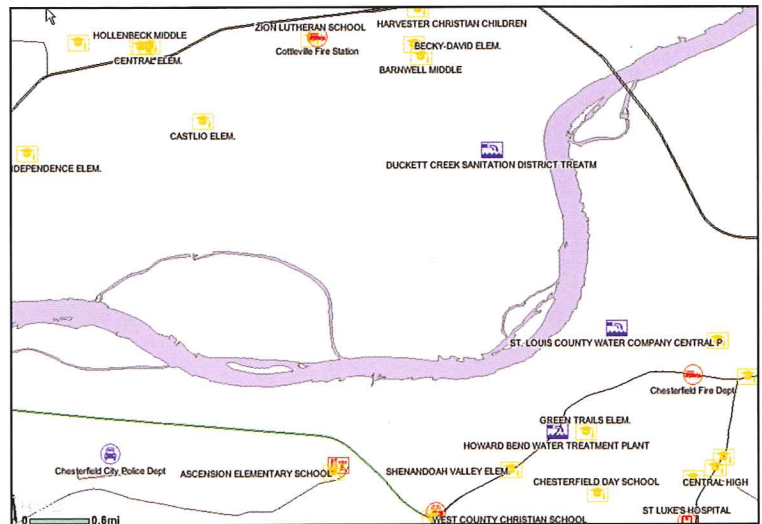 ZION LUTHERAN SCHOOL
HARVESTER CHRISTIAN CHILDREN
HOLLENBECK MIDDLE
Cottleville Fire Station
BECKY-DAVID ELEM.
CENTRAL ELEM.
BARNWELL MIDDLE
CASTLIO ELEM.
DUCKETT CREEK SANITATION DISTRICT TREATM
IDEPENDENCE ELEM.
ST. LOUIS COUNTY WATER COMPANY CENTRAL P
Chesterfield Fire Dept
GREEN TRAILS ELEM.
HOWARD BEND WATER TREATMENT PLANT
Chesterfield City Police Dept
ASCENSION ELEMENTARY SCHOOL
SHENANDOAH VALLEY ELEM.
CHESTERFIELD DAY SCHOOL
CENTRAL HIGH
ST LUKE'S HOSPITAL
WEST COUNTY CHRISTIAN SCHOOL
0 0.6mi